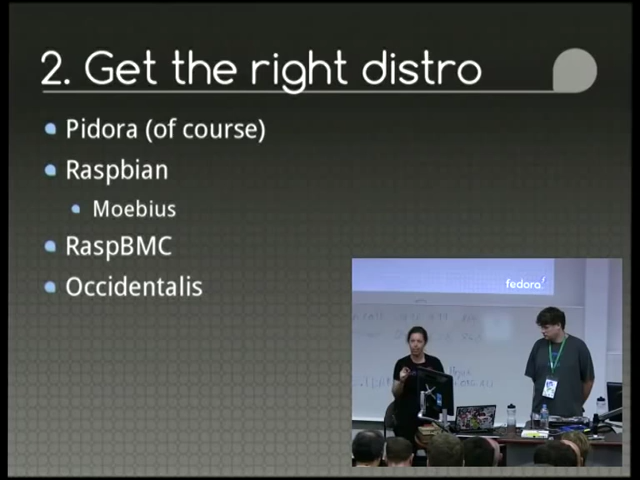 2. Get the right distro
Pidora (of course)
Raspbian
Moebius
RaspBMC
Occidentalis
fedora